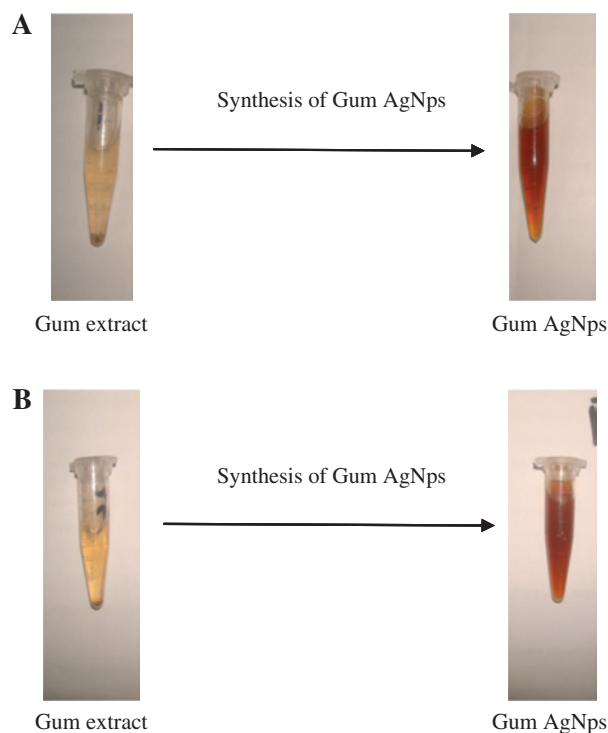 A
Synthesis of Gum AgNps
Gum extract
Gum AgNps
B
Synthesis of Gum AgNps
Gum extract
Gum AgNps